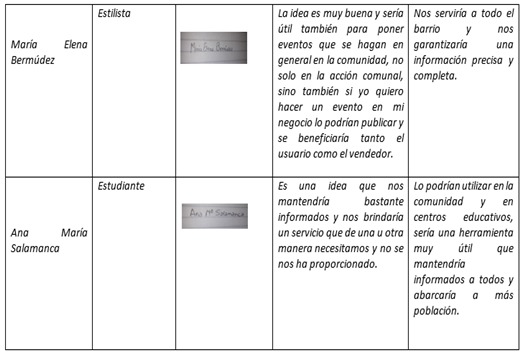 María Elena
Bermúdez
Estilista
María Elena Bermúdez
La idea es muy buena y sería
útil también para poner
eventos que se hagan en
general en la comunidad, no
solo en la acción comunal,
sino también si yo quiero
hacer un evento en mi
negocio lo podrían publicar y
se beneficiaría tanto el
usuario como el vendedor.
Nos serviría a todo el
barrio y nos
garantizaría una
información precisa y
completa.
Ana María
Salamanca
Estudiante
Ana Mª Salamanca
Es una idea que nos
mantendría bastante
informados y nos brindaría
un servicio que de una u otra
manera necesitamos y no se
nos ha proporcionado.
Lo podrían utilizar en la
comunidad y en
centros educativos,
sería una herramienta
muy útil que
mantendría
informados a todos y
abarcaría a más
población.